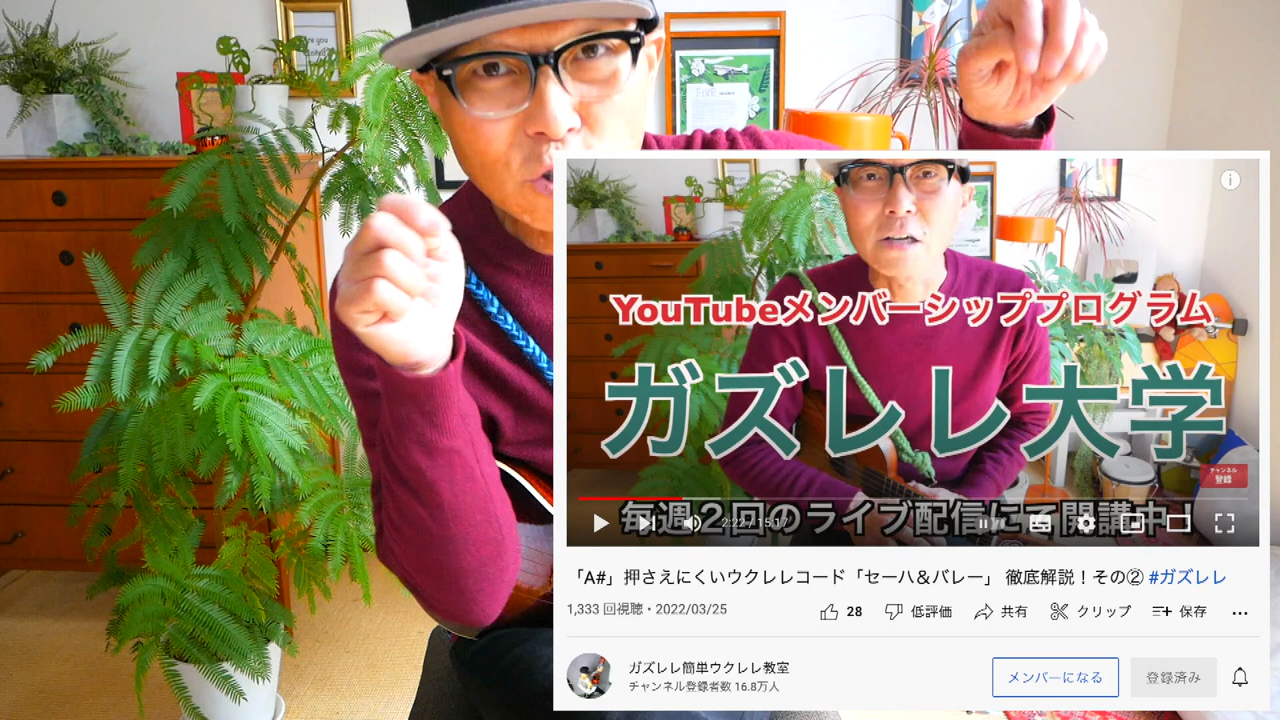 FIVE
YouTubeメンバーシッププログラム
ガズレレ大学
チャンネル
登録
毎週2回のライブ配信にて開講中
2:22 / 15:17
「A#」押さえにくいウクレレコード「セーハ＆バレー」 徹底解説！その② #ガズレレ
1,333 回視聴・2022/03/25
28 低評価 共有 クリップ 保存
ガズレレ簡単ウクレレ教室
チャンネル登録者数 16.8万人
メンバーになる 登録済み